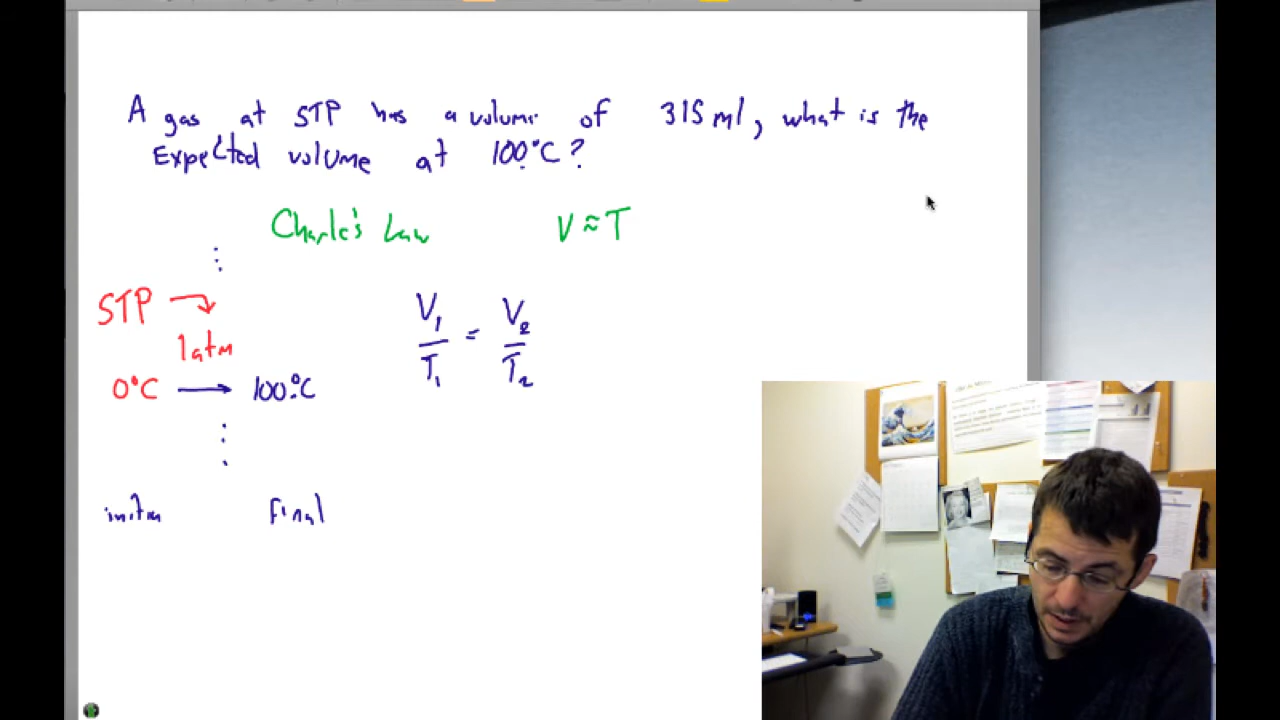 A gas at STP has a volume of 315 ml, what is the
Expected volume at 100°C?
Charle's Law V ≈ T
STP
1atm
0°C → 100.°C
V₁/T₁ = V₂/T₂
final